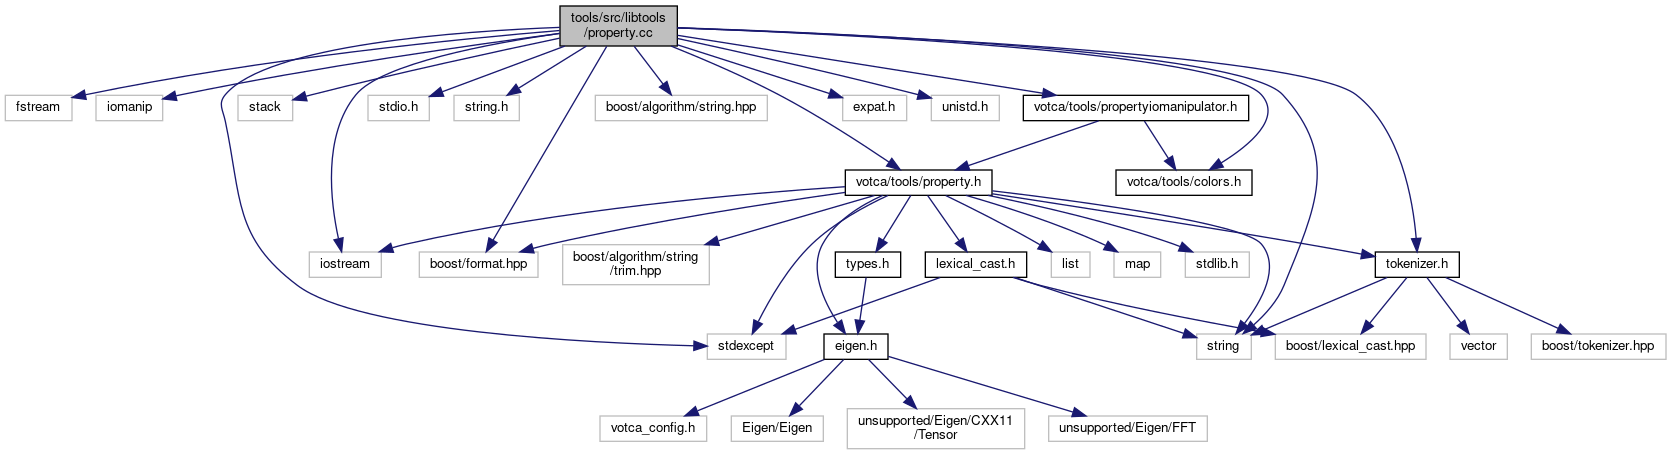 tools/src/libtools
/property.cc
fstream
iomanip
stack
stdio.h
string.h
boost/algorithm/string.hpp
expat.h
unistd.h
votca/tools/propertyiomanipulator.h
votca/tools/property.h
votca/tools/colors.h
iostream
boost/format.hpp
boost/algorithm/string
/trim.hpp
types.h
lexical_cast.h
list
map
stdlib.h
tokenizer.h
stdexcept
eigen.h
string
boost/lexical_cast.hpp
vector
boost/tokenizer.hpp
votca_config.h
Eigen/Eigen
unsupported/Eigen/CXX11
/Tensor
unsupported/Eigen/FFT